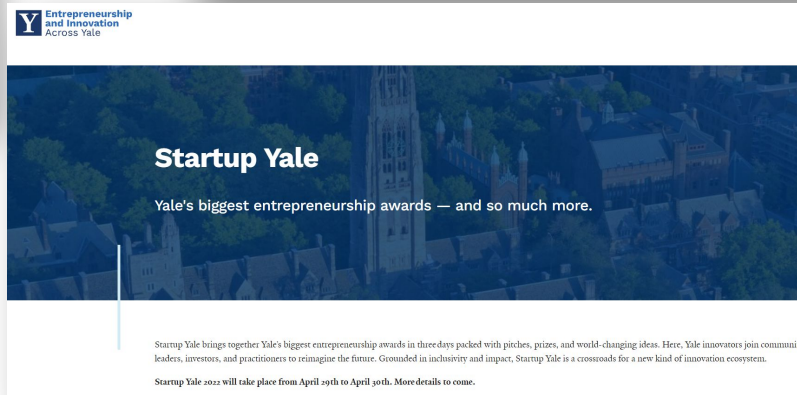 Y Entrepreneurship
and Innovation
Across Yale
Startup Yale
Yale's biggest entrepreneurship awards — and so much more.
Startup Yale brings together Yale's biggest entrepreneurship awards in three days packed with pitches, prizes, and world-changing ideas. Here, Yale innovators join communi
leaders, investors, and practitioners to reimagine the future. Grounded in inclusivity and impact, Startup Yale is a crossroads for a new kind of innovation ecosystem.
Startup Yale 2022 will take place from April 29th to April 30th. More details to come.